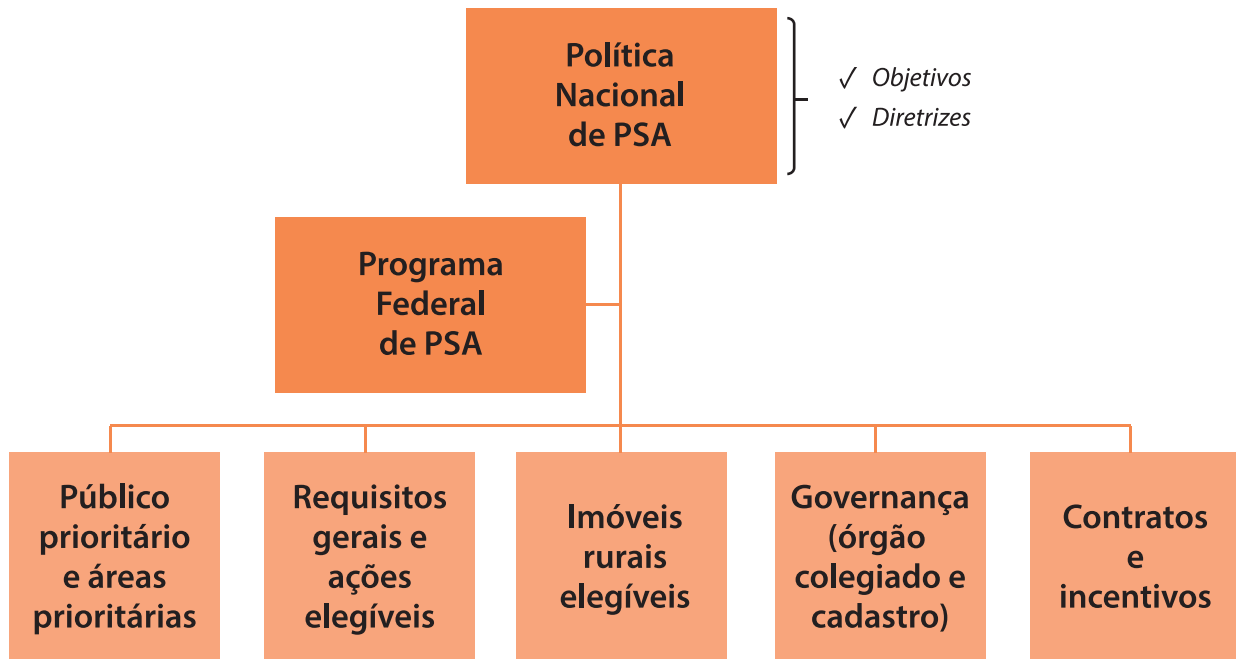 Política
Nacional
de PSA
✓ Objetivos
✓ Diretrizes
Programa
Federal
de PSA
Público
prioritário
e áreas
prioritárias
Requisitos
gerais e
ações
elegíveis
Imóveis
rurais
elegíveis
Governança
(órgão
colegiado e
cadastro)
Contratos
e
incentivos